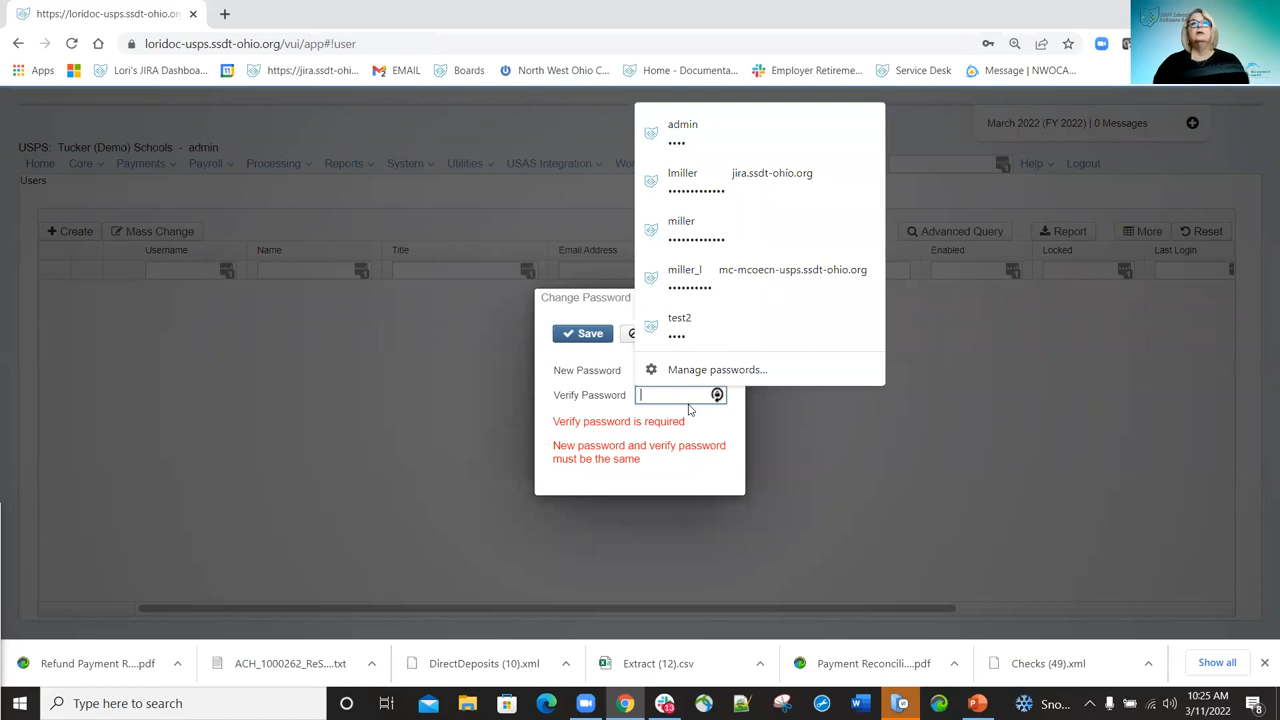 https://loridoc-usps.ssdt-ohio.or
loridoc-usps.ssdt-ohio.org/vui/app#!user
Apps
Lori's JIRA Dashboa...
https://jira.ssdt-ohi...
EMAIL
Boards
North West Ohio C...
Home - Documenta...
Employer Retireme...
Service Desk
Message | NWOCA...
March 2022 (FY 2022) | 0 Messages
USPS: Tucker (Demo) Schools - admin
Home Core Payments Payroll Processing Reports System Utilities USAS Integration Wor Help Logout
Users
Create Mass Change Advanced Query Report More Reset
Username Name Title Email Address Enabled Locked Last Login
admin
••••
lmiller jira.ssdt-ohio.org
•••••••••••••
miller
•••••••••••••
miller_l mc-mcoecn-usps.ssdt-ohio.org
••••••••••
test2
••••
Manage passwords...
Change Password
Save
New Password
Verify Password
Verify password is required
New password and verify password
must be the same
Refund Payment R....pdf
ACH_1000262_ReS....txt
DirectDeposits (10).xml
Extract (12).csv
Payment Reconcili....pdf
Checks (49).xml
Show all
Type here to search
13
Sno...
10:25 AM
3/11/2022
8